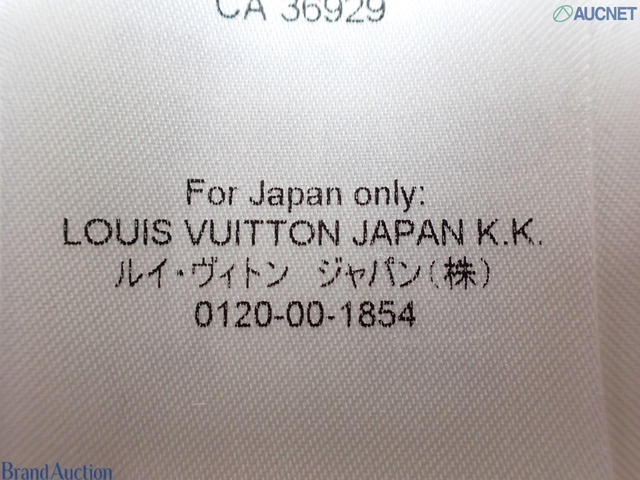 CA 36929
AUCNET
For Japan only:
LOUIS VUITTON JAPAN K.K.
ルイ・ヴィトン　ジャパン(株)
0120-00-1854
BrandAuction